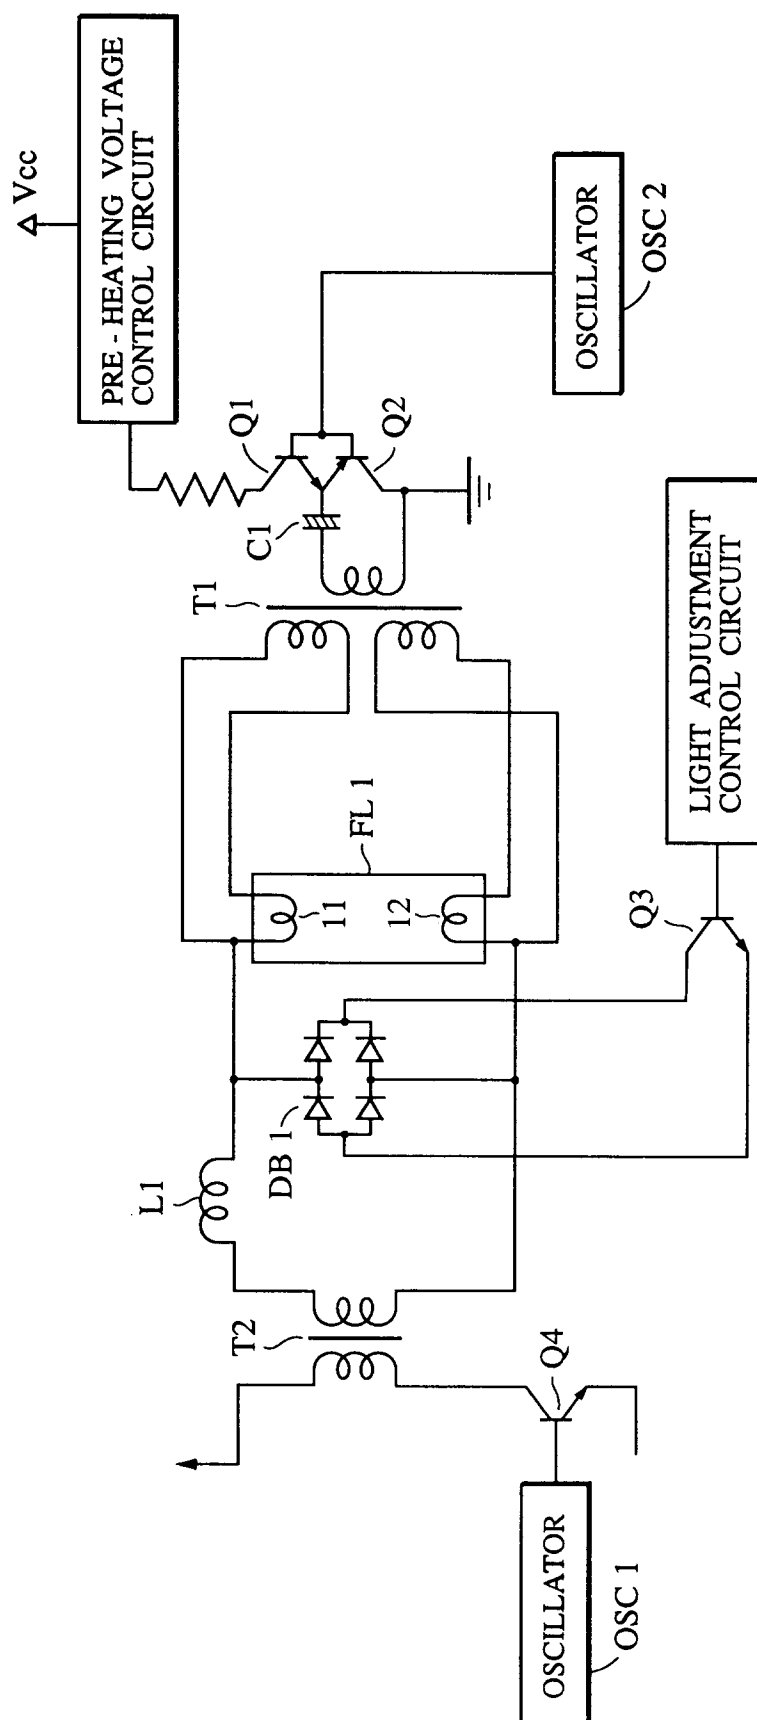 Vcc
PRE - HEATING VOLTAGE
CONTROL CIRCUIT
OSCILLATOR
OSC 2
Q1
Q2
C1
T1
LIGHT ADJUSTMENT
CONTROL CIRCUIT
FL 1
11
12
Q3
DB 1
L1
T2
Q4
OSCILLATOR
OSC 1